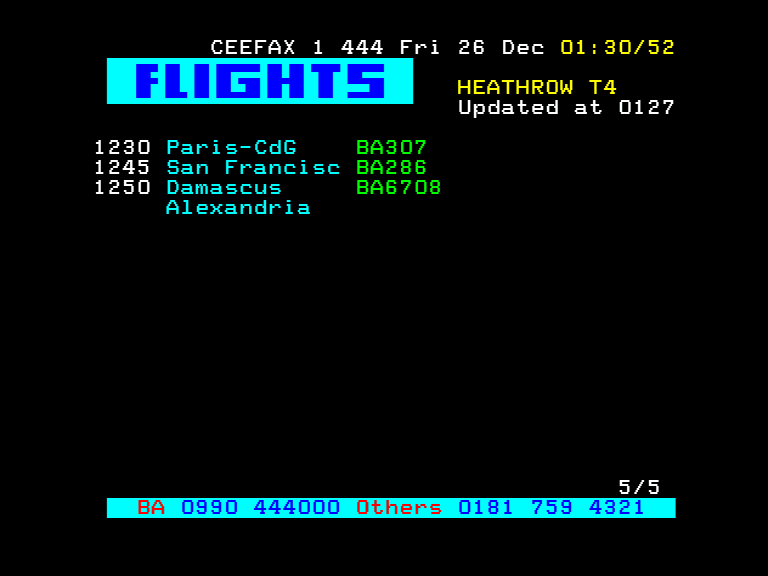 CEEFAX 1 444 Fri 26 Dec 01:30/52
FLIGHTS
HEATHROW T4
Updated at 0127
1230 Paris-CdG BA307
1245 San Francisc BA286
1250 Damascus BA6708
Alexandria
5/5
BA 0990 444000 Others 0181 759 4321